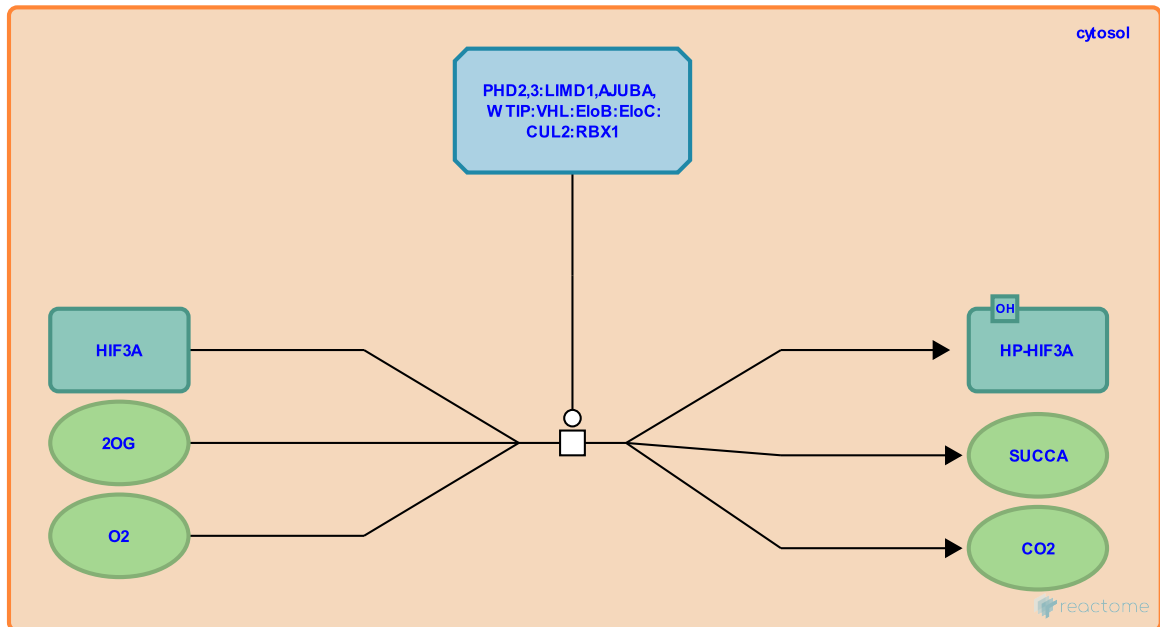 cytosol
PHD2,3:LIMD1,AJUBA,
WTIP:VHL:EloB:EloC:
CUL2:RBX1
OH
HIF3A
HP-HIF3A
2OG
SUCCA
O2
CO2
reactome